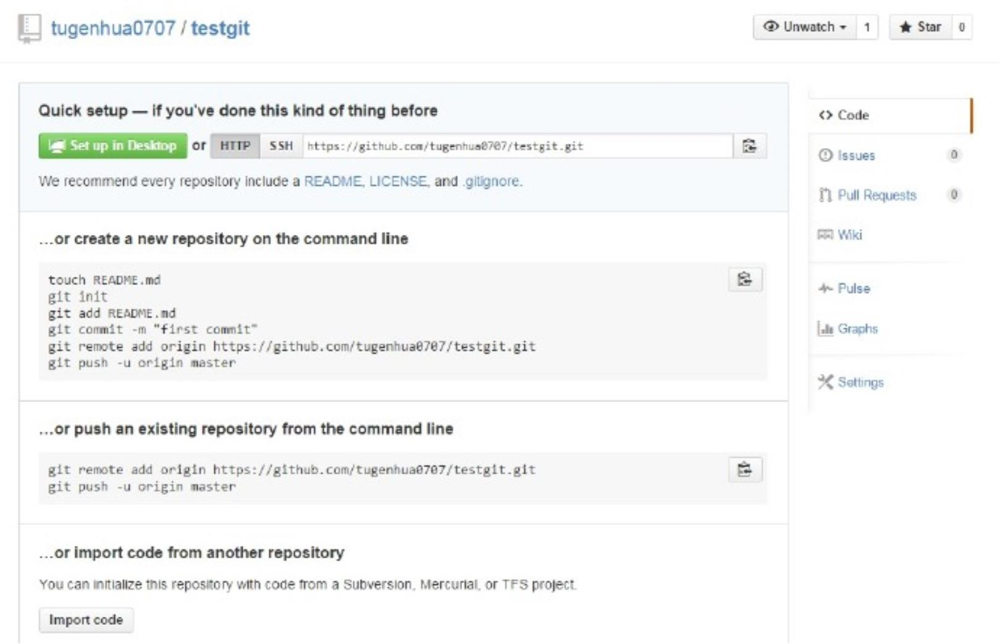 tugenhua0707 / testgit
Unwatch 1 Star 0
Quick setup — if you've done this kind of thing before
Set up in Desktop or HTTP SSH https://github.com/tugenhua0707/testgit.git
We recommend every repository include a README, LICENSE, and .gitignore.
...or create a new repository on the command line
touch README.md
git init
git add README.md
git commit -m "first commit"
git remote add origin https://github.com/tugenhua0707/testgit.git
git push -u origin master
...or push an existing repository from the command line
git remote add origin https://github.com/tugenhua0707/testgit.git
git push -u origin master
...or import code from another repository
You can initialize this repository with code from a Subversion, Mercurial, or TFS project.
Import code
Code
Issues 0
Pull Requests 0
Wiki
Pulse
Graphs
Settings